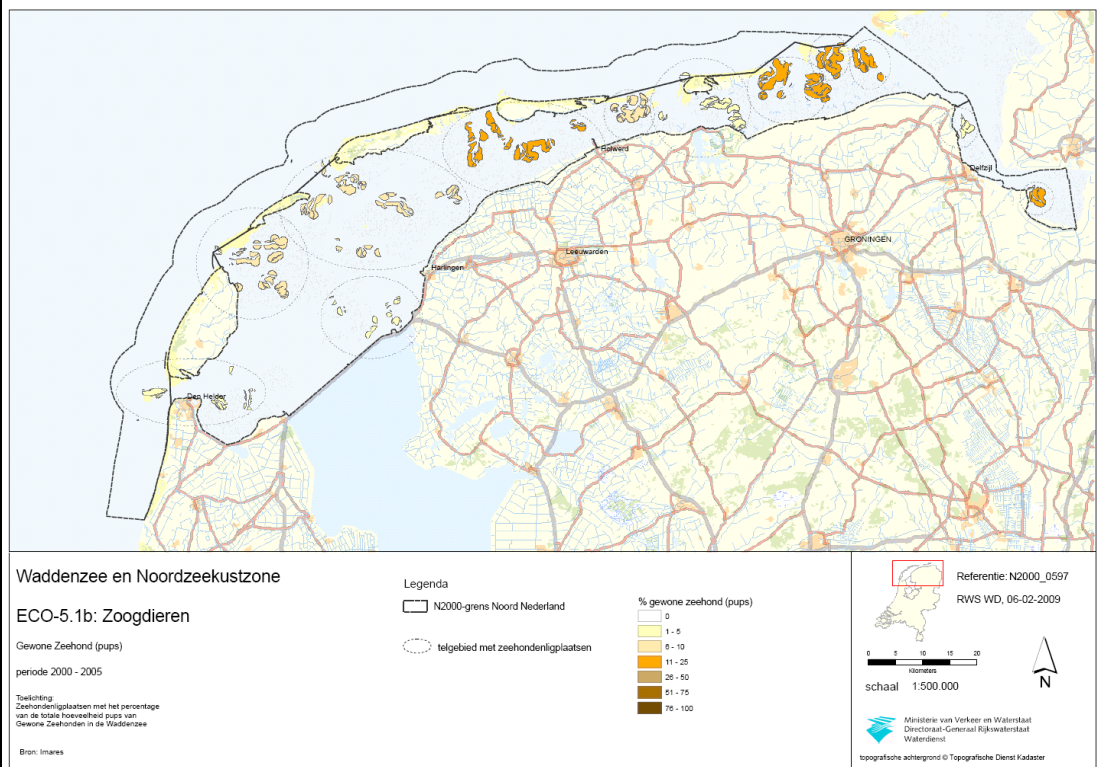 Holwerd
Delfzijl
GRONINGEN
Leeuwarden
Harlingen
Den Helder
Waddenzee en Noordzeekustzone
ECO-5.1b: Zoogdieren
Gewone Zeehond (pups)
periode 2000 - 2005
Toelichting:
Zeehondenligplaatsen met het percentage
van de totale hoeveelheid pups van
Gewone Zeehonden in de Waddenzee
Bron: Imares
Legenda
N2000-grens Noord Nederland
telgebied met zeehondenligplaatsen
% gewone zeehond (pups)
0
1 - 5
6 - 10
11 - 25
26 - 50
51 - 75
76 - 100
Referentie: N2000_0597
RWS WD, 06-02-2009
0 5 10 15 20
Kilometers
schaal 1:500.000
N
Ministerie van Verkeer en Waterstaat
Directoraat-Generaal Rijkswaterstaat
Waterdienst
topografische achtergrond © Topografische Dienst Kadaster